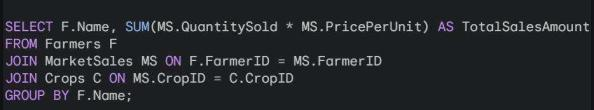 SELECT F.Name, SUM(MS.QuantitySold * MS.PricePerUnit) AS TotalSalesAmount
FROM Farmers F
JOIN MarketSales MS ON F.FarmerID = MS.FarmerID
JOIN Crops C ON MS.CropID = C.CropID
GROUP BY F.Name;